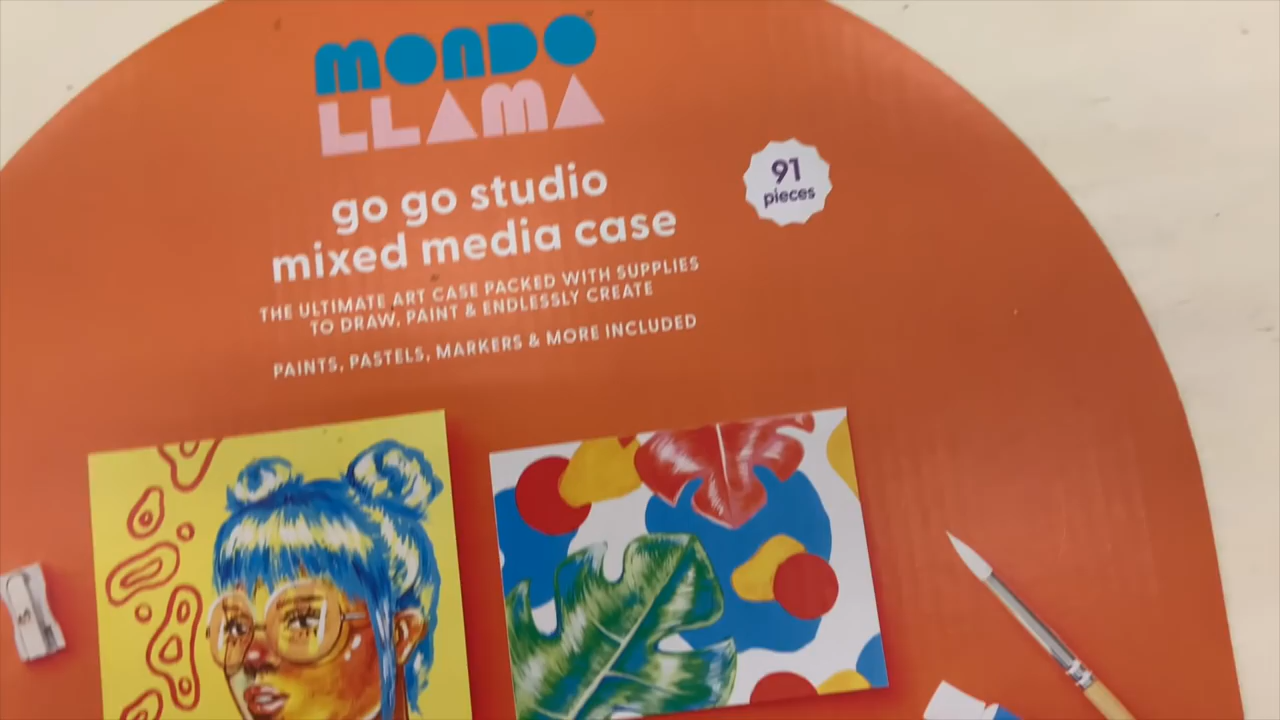 MONDO
LLAMA
go go studio
mixed media case
THE ULTIMATE ART CASE PACKED WITH SUPPLIES
TO DRAW, PAINT & ENDLESSLY CREATE
PAINTS, PASTELS, MARKERS & MORE INCLUDED
91
pieces